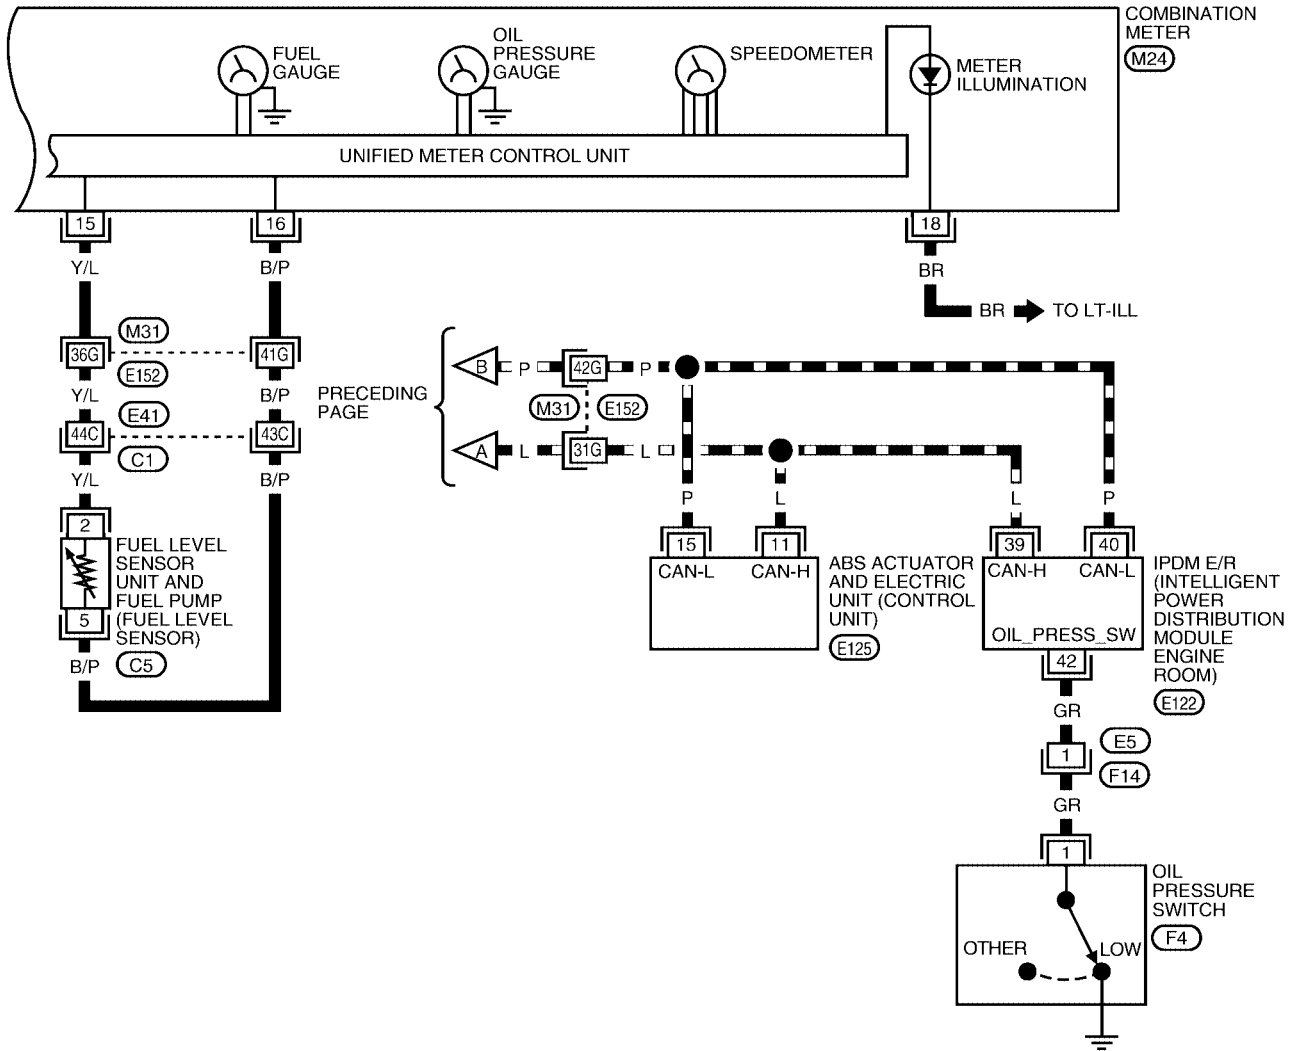 COMBINATION
METER
M24
FUEL
GAUGE
OIL
PRESSURE
GAUGE
SPEEDOMETER
METER
ILLUMINATION
UNIFIED METER CONTROL UNIT
15
16
18
Y/L
B/P
BR
BR
TO LT-ILL
M31
36G
41G
E152
Y/L
B/P
E41
44C
43C
C1
Y/L
B/P
2
FUEL LEVEL
SENSOR
UNIT AND
FUEL PUMP
(FUEL LEVEL
SENSOR)
5
B/P
C5
PRECEDING
PAGE
B
P
42G
P
M31
E152
A
L
31G
L
P
L
L
P
15
11
39
40
CAN-L
CAN-H
CAN-H
CAN-L
ABS ACTUATOR
AND ELECTRIC
UNIT (CONTROL
UNIT)
E125
IPDM E/R
(INTELLIGENT
POWER
DISTRIBUTION
MODULE
ENGINE
ROOM)
E122
OIL_PRESS_SW
42
GR
E5
1
F14
GR
1
OIL
PRESSURE
SWITCH
F4
OTHER
LOW